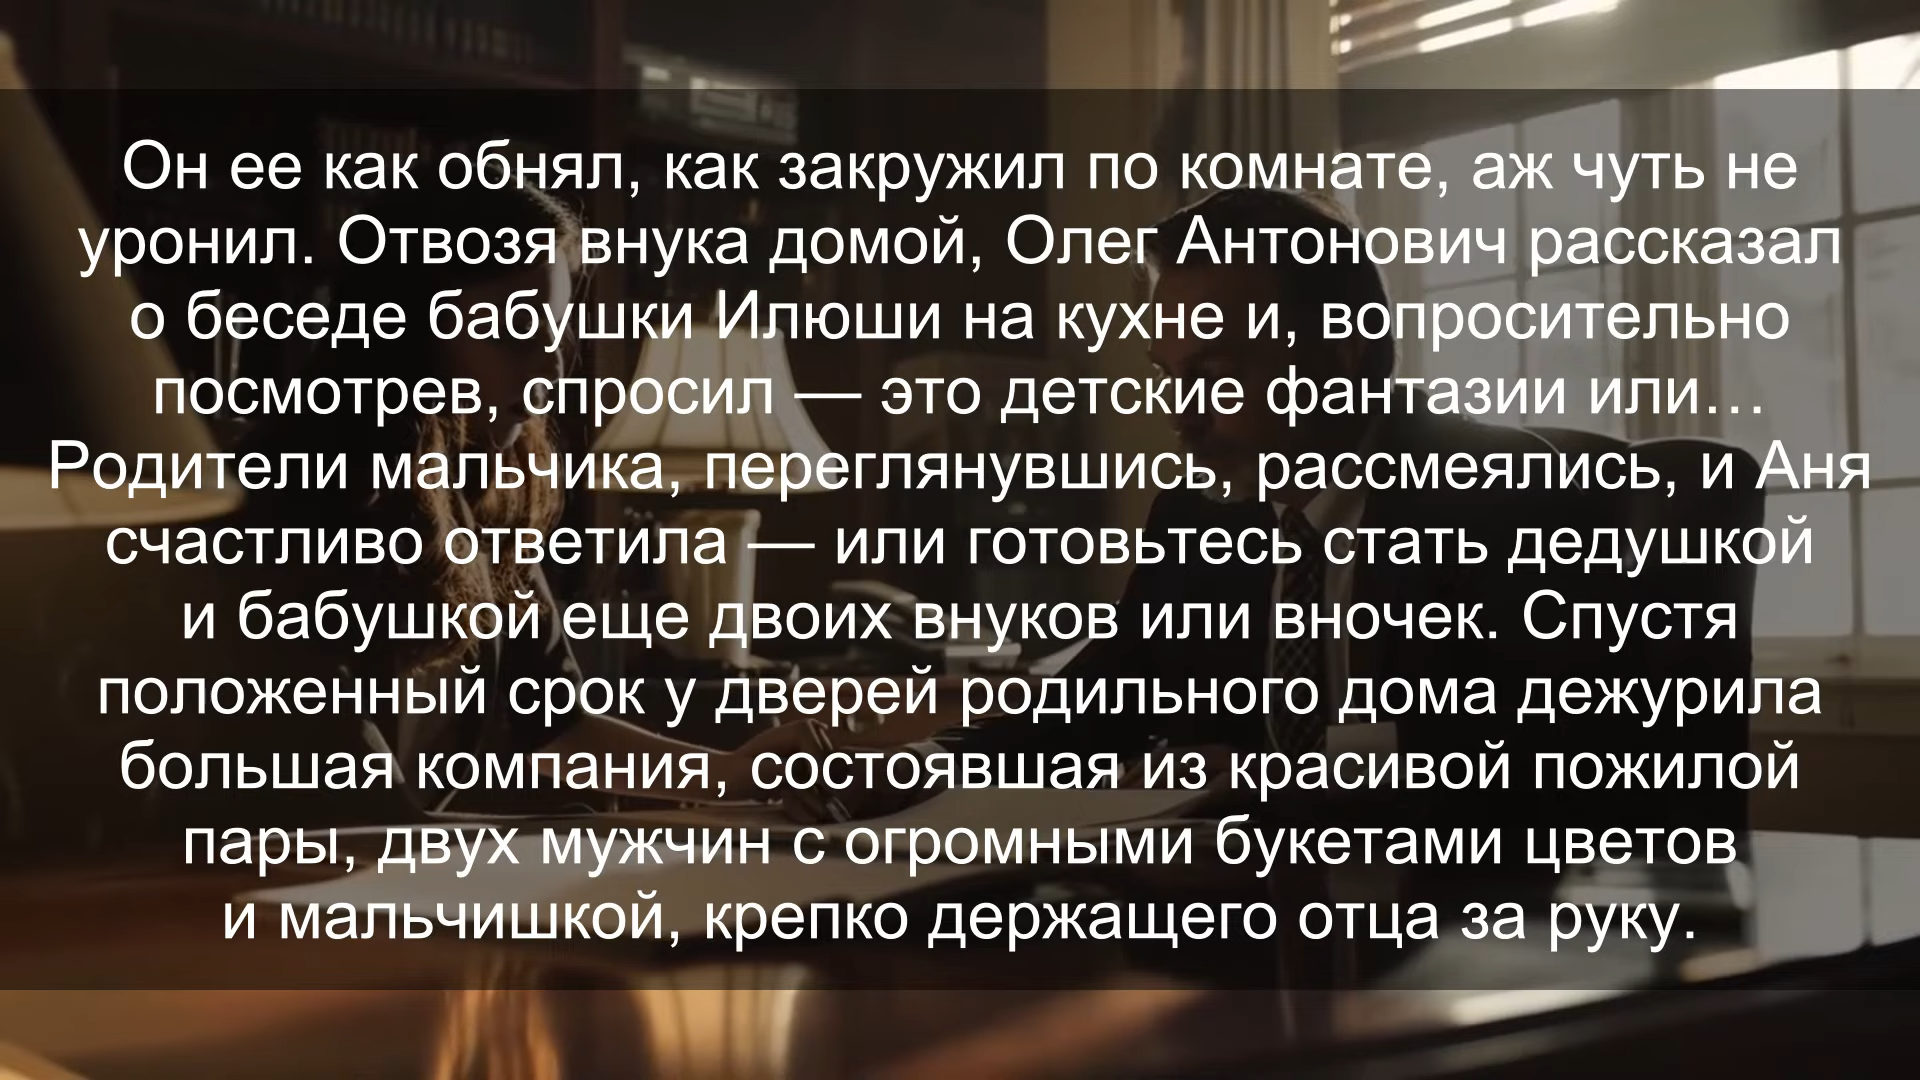 Он ее как обнял, как закружил по комнате, аж чуть не
уронил. Отвозя внука домой, Олег Антонович рассказал
о беседе бабушки Илюши на кухне и, вопросительно
посмотрев, спросил — это детские фантазии или…
Родители мальчика, переглянувшись, рассмеялись, и Аня
счастливо ответила — или готовьтесь стать дедушкой
и бабушкой еще двоих внуков или вночек. Спустя
положенный срок у дверей родильного дома дежурила
большая компания, состоявшая из красивой пожилой
пары, двух мужчин с огромными букетами цветов
и мальчишкой, крепко держащего отца за руку.